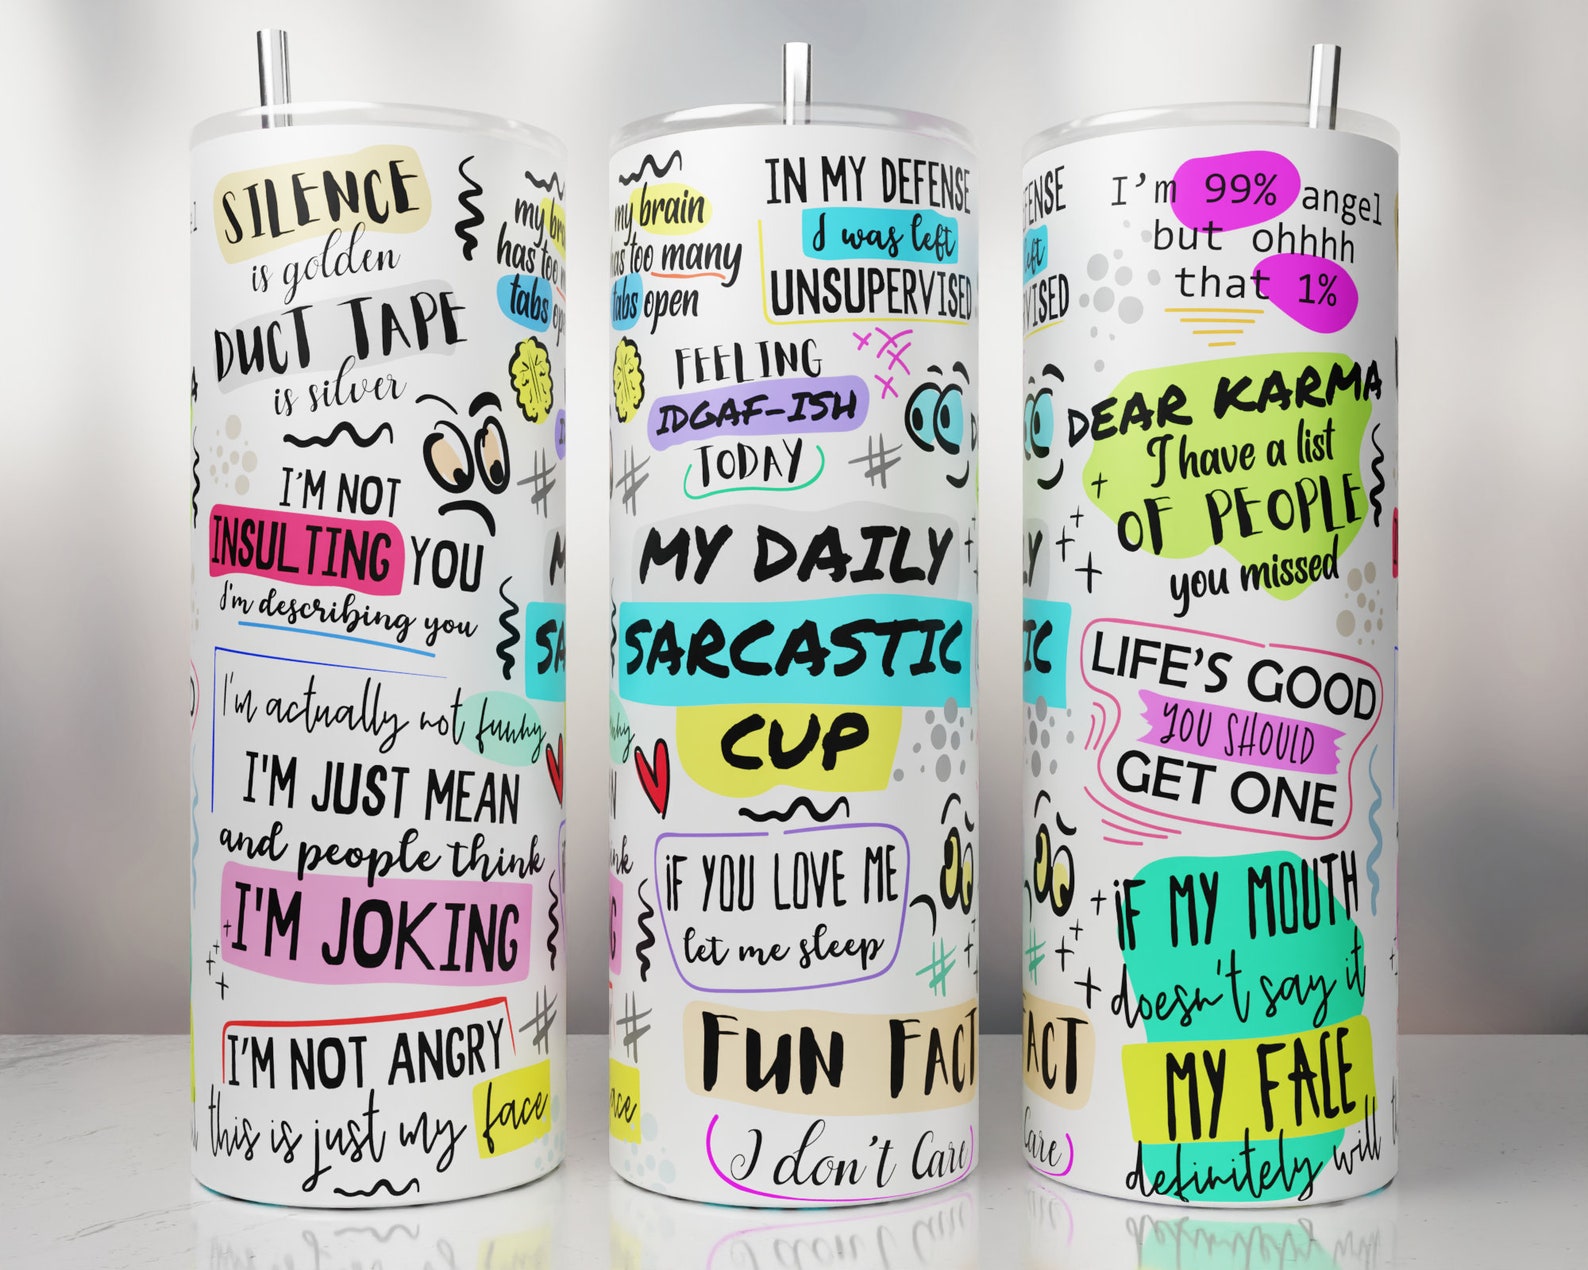 SILENCE
is golden
DUCT TAPE
is silver
I'M NOT
INSULTING YOU
I'm describing you
I'm actually not funny
I'M JUST MEAN
and people think
I'M JOKING
I'M NOT ANGRY
this is just my face
my brain
has too many
tabs open
IN MY DEFENSE
I was left
UNSUPERVISED
FEELING
IDGAF-ISH
TODAY
MY DAILY
SARCASTIC
CUP
iF YOU LOVE ME
let me sleep
FUN FACT
I don't Care
I'm 99% angel
but ohhhh
that 1%
DEAR KARMA
I have a list
OF PEOPLE
you missed
LIFE'S GOOD
YOU SHOULD
GET ONE
iF MY MOUTH
doesn't say it
MY FACE
definitely will